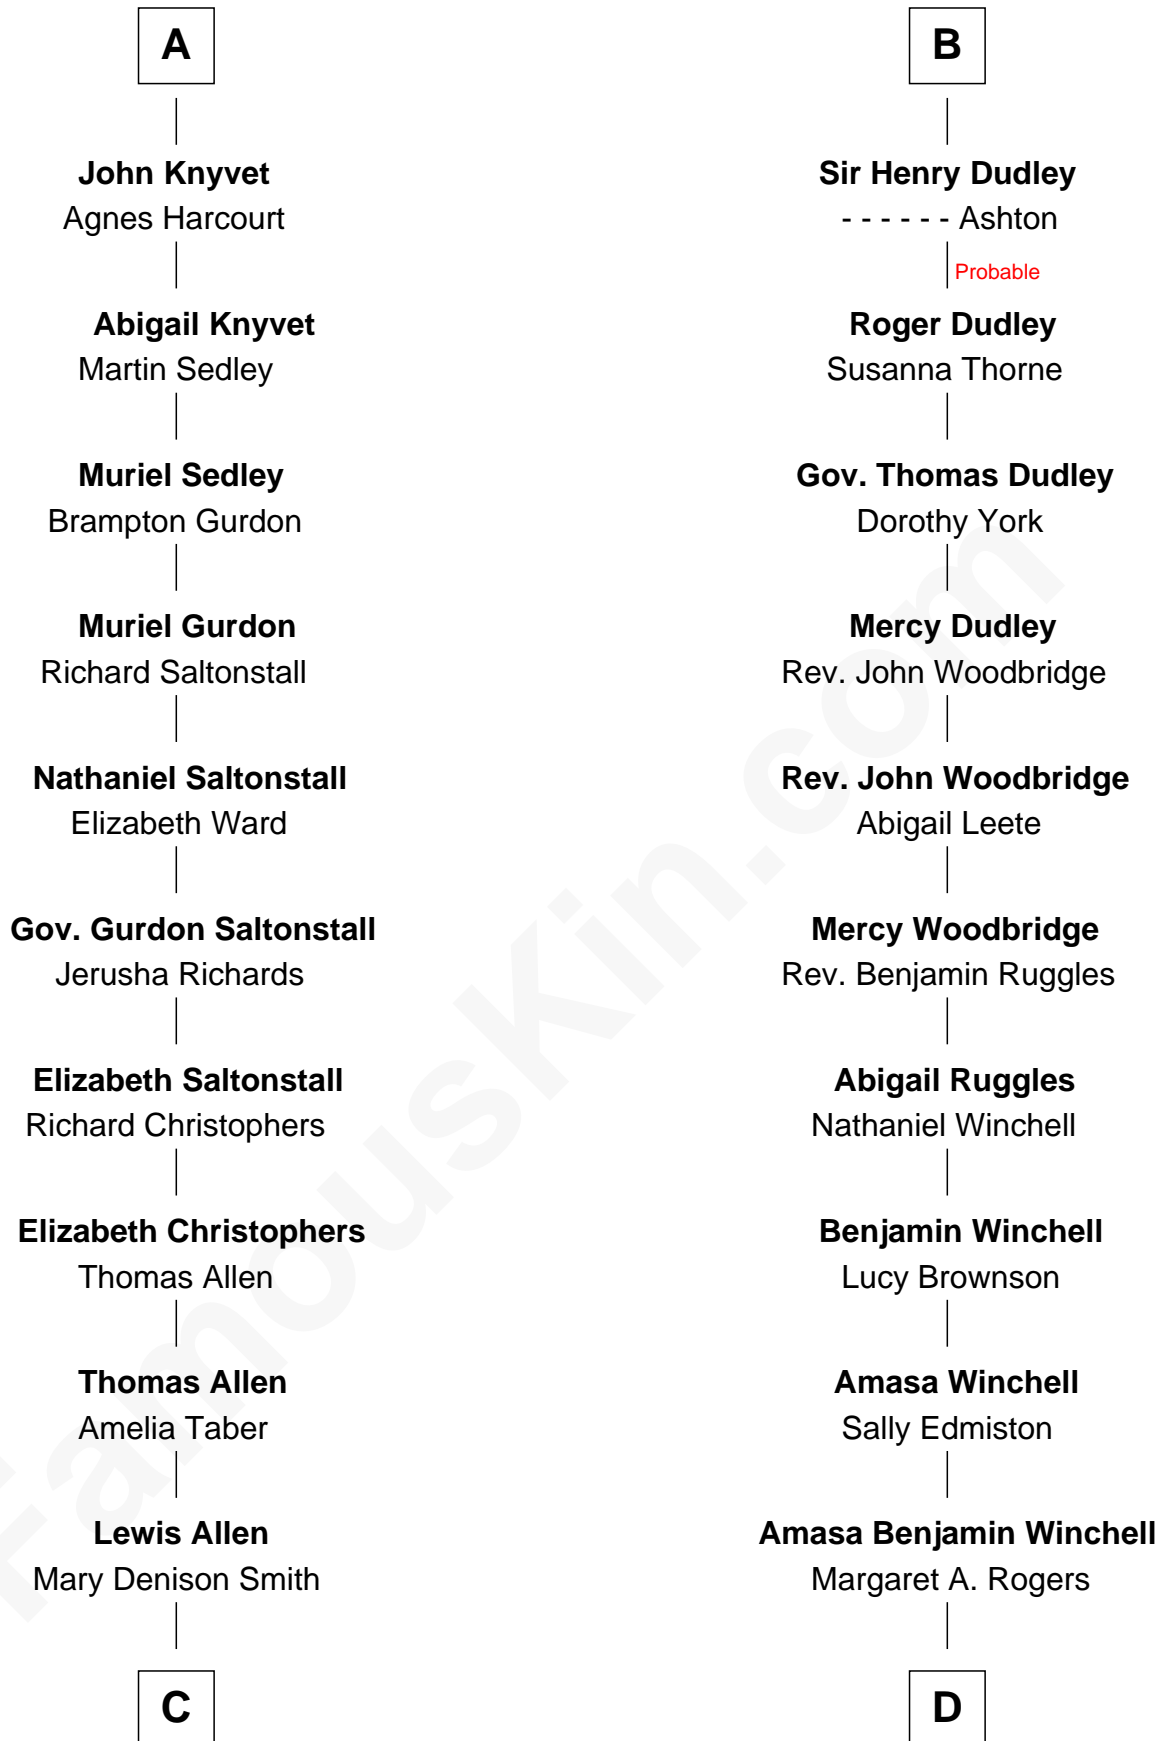 A
John Knyvet
Agnes Harcourt
Abigail Knyvet
Martin Sedley
Muriel Sedley
Brampton Gurdon
Muriel Gurdon
Richard Saltonstall
Nathaniel Saltonstall
Elizabeth Ward
Gov. Gurdon Saltonstall
Jerusha Richards
Elizabeth Saltonstall
Richard Christophers
Elizabeth Christophers
Thomas Allen
Thomas Allen
Amelia Taber
Lewis Allen
Mary Denison Smith
C
B
Sir Henry Dudley
- - - - - - Ashton
Probable
Roger Dudley
Susanna Thorne
Gov. Thomas Dudley
Dorothy York
Mercy Dudley
Rev. John Woodbridge
Rev. John Woodbridge
Abigail Leete
Mercy Woodbridge
Rev. Benjamin Ruggles
Abigail Ruggles
Nathaniel Winchell
Benjamin Winchell
Lucy Brownson
Amasa Winchell
Sally Edmiston
Amasa Benjamin Winchell
Margaret A. Rogers
D
FamousKin.com